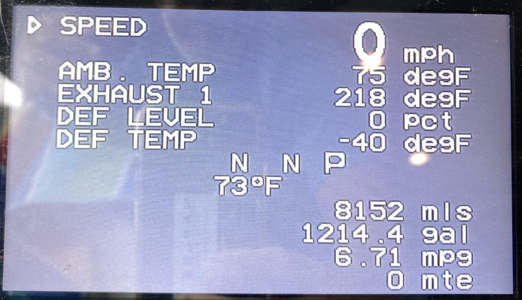 ▷ SPEED 0 mph
AMB. TEMP 75 degF
EXHAUST 1 218 degF
DEF LEVEL 0 pct
DEF TEMP -40 degF
N N P
73°F
8152 mls
1214.4 gal
6.71 mpg
0 mte